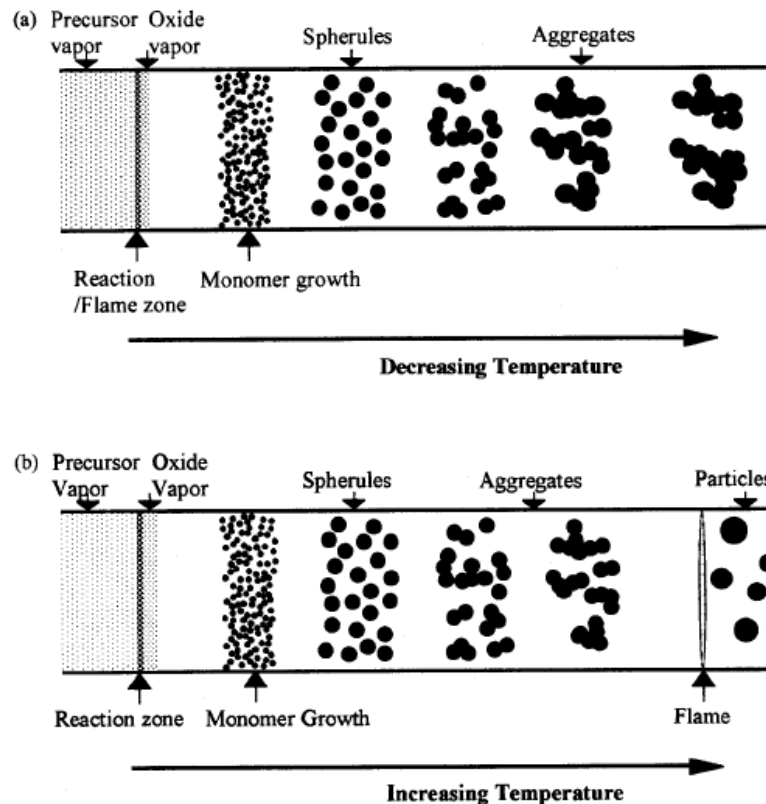 (a) Precursor Oxide
vapor vapor
Spherules
Aggregates
Reaction
/Flame zone
Monomer growth
Decreasing Temperature
(b) Precursor Oxide
Vapor Vapor
Spherules
Aggregates
Particles
Reaction zone
Monomer Growth
Flame
Increasing Temperature